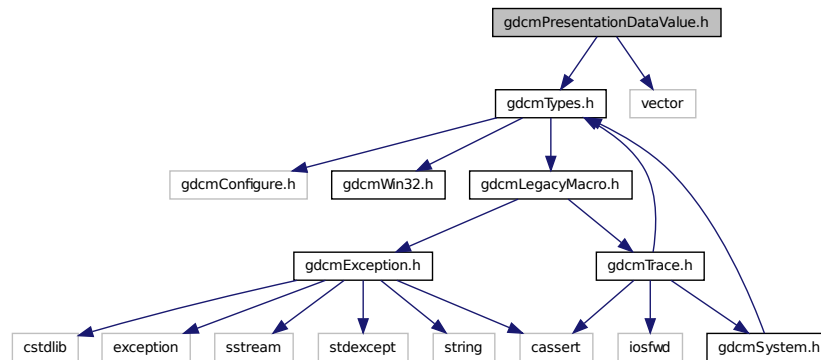 gdcmPresentationDataValue.h
gdcmTypes.h
vector
gdcmConfigure.h
gdcmWin32.h
gdcmLegacyMacro.h
gdcmException.h
gdcmTrace.h
cstdlib
exception
sstream
stdexcept
string
cassert
iosfwd
gdcmSystem.h